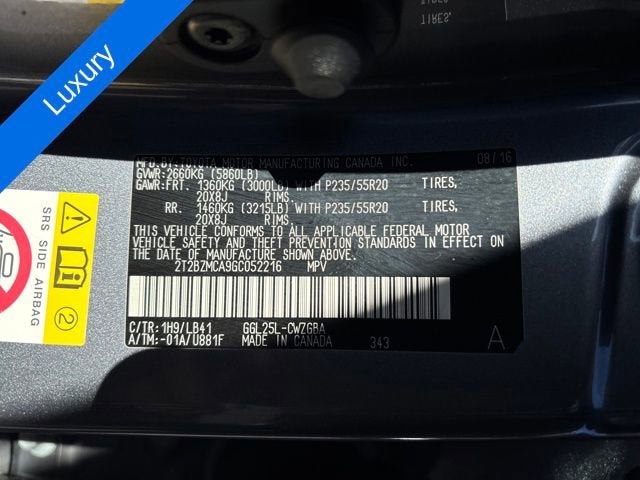 Luxury
TIRES,
TIRES,
MFD.BY:TOYOTA MOTOR MANUFACTURING CANADA INC. 08/16
GVWR: 2660KG (5860LB)
GAWR:FRT. 1360KG (3000LB) WITH P235/55R20 TIRES,
20X8J RIMS.
RR. 1460KG (3215LB) WITH P235/55R20 TIRES,
20X8J RIMS.
THIS VEHICLE CONFORMS TO ALL APPLICABLE FEDERAL MOTOR
VEHICLE SAFETY AND THEFT PREVENTION STANDARDS IN EFFECT ON
THE DATE OF MANUFACTURE SHOWN ABOVE.
2T2BZMCA9GC052216 MPV
C/TR: 1H9/LB41 GGL25L-CWZGBA
A/TM:-01A/U881F MADE IN CANADA 343 A
SRS SIDE AIRBAG
2